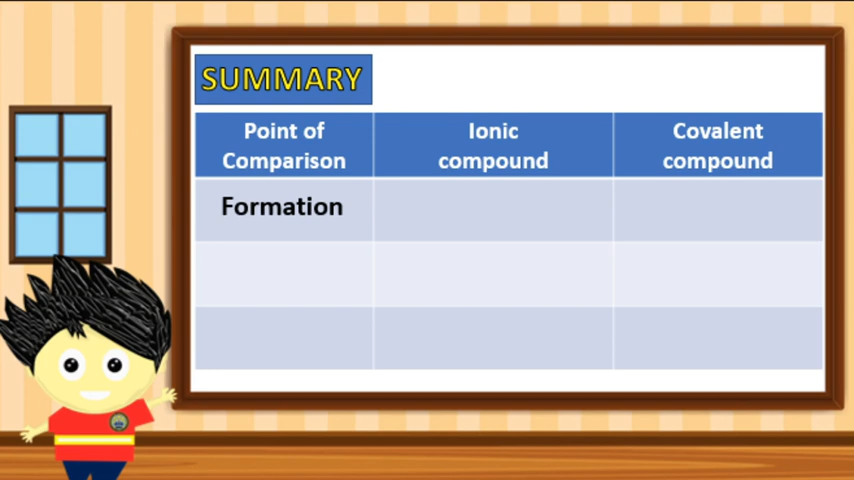 SUMMARY
Point of
Comparison
Ionic
compound
Covalent
compound
Formation